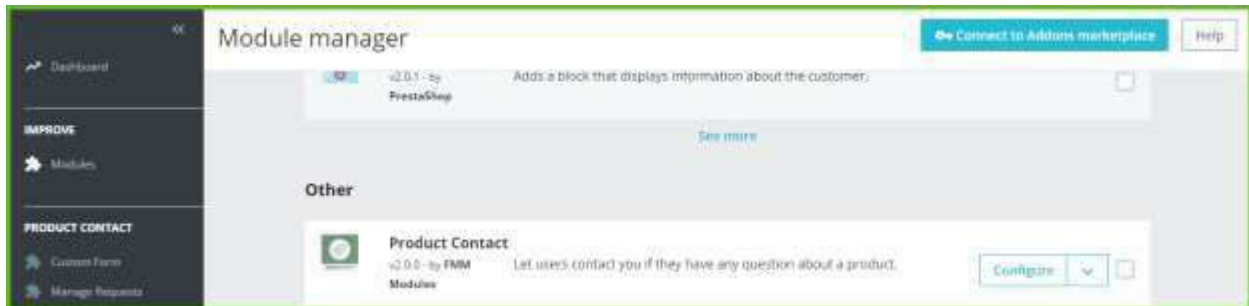 «
Module manager
Connect to Addons marketplace
Help
Dashboard
v2.0.1 - by
PrestaShop
Adds a block that displays information about the customer.
See more
IMPROVE
Modules
Other
PRODUCT CONTACT
Custom Form
Manage Requests
Product Contact
v2.0.0 - by FMM
Modules
Let users contact you if they have any question about a product.
Configure